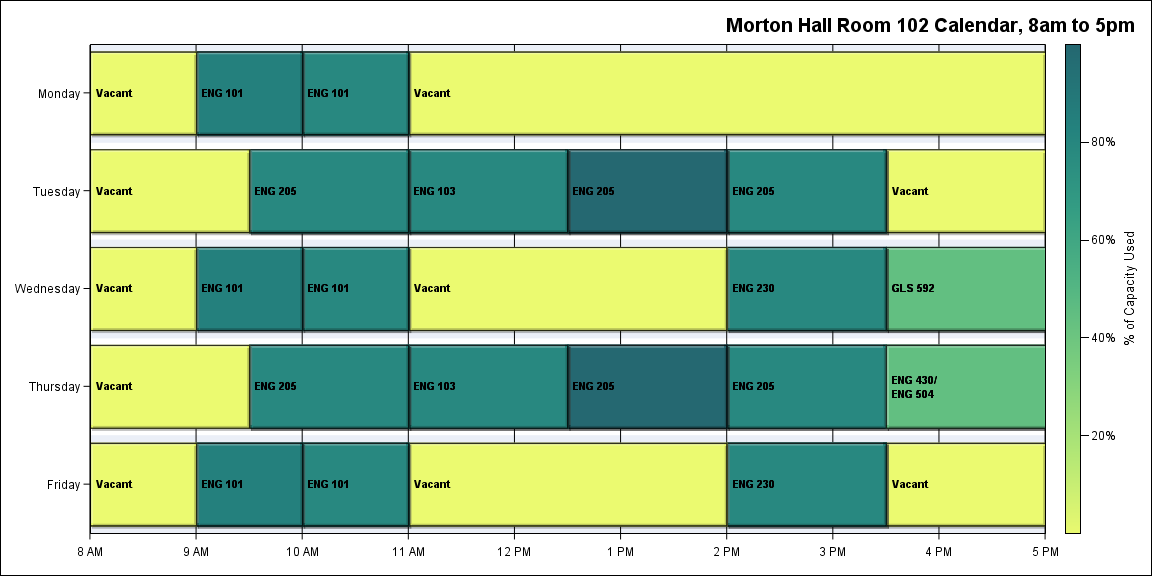 Morton Hall Room 102 Calendar, 8am to 5pm
Monday
Vacant
ENG 101
ENG 101
Vacant
Tuesday
Vacant
ENG 205
ENG 103
ENG 205
ENG 205
Vacant
Wednesday
Vacant
ENG 101
ENG 101
Vacant
ENG 230
GLS 592
Thursday
Vacant
ENG 205
ENG 103
ENG 205
ENG 205
ENG 430/
ENG 504
Friday
Vacant
ENG 101
ENG 101
Vacant
ENG 230
Vacant
8 AM
9 AM
10 AM
11 AM
12 PM
1 PM
2 PM
3 PM
4 PM
5 PM
80%
60%
40%
20%
% of Capacity Used